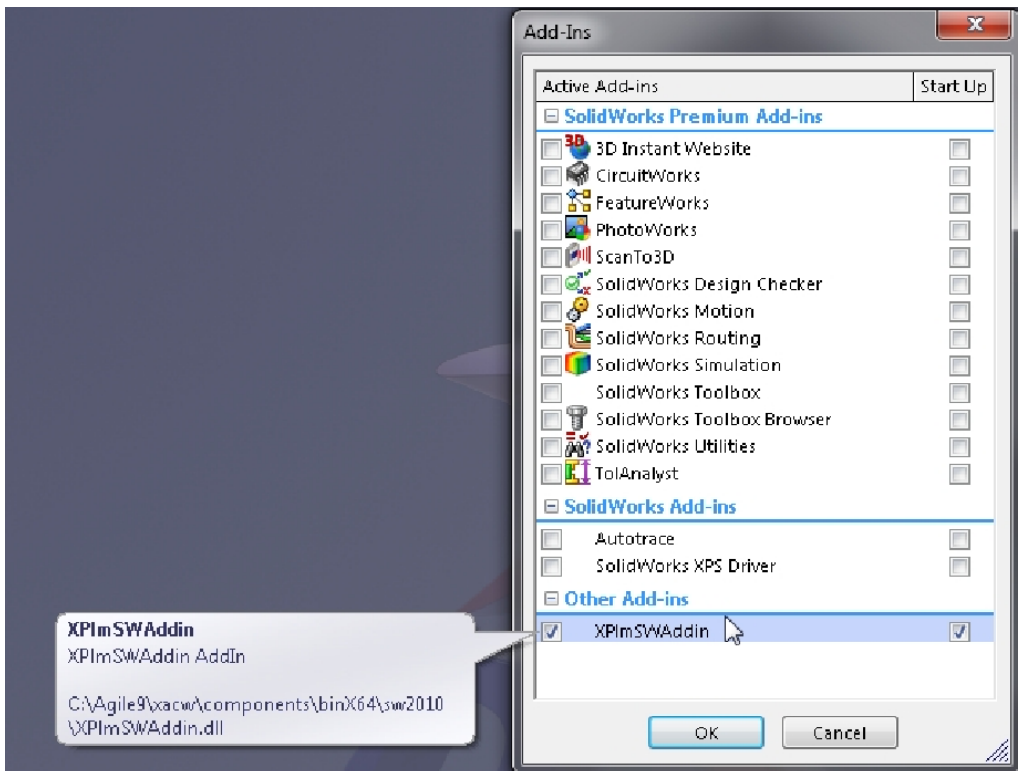 Add-Ins
Active Add-ins Start Up
SolidWorks Premium Add-ins
3D Instant Website
CircuitWorks
FeatureWorks
PhotoWorks
ScanTo3D
SolidWorks Design Checker
SolidWorks Motion
SolidWorks Routing
SolidWorks Simulation
SolidWorks Toolbox
SolidWorks Toolbox Browser
SolidWorks Utilities
TolAnalyst
SolidWorks Add-ins
Autotrace
SolidWorks XPS Driver
Other Add-ins
XPlmSWAddin
XPlmSWAddin
XPlmSWAddin AddIn
C:\Agile9\xacw\components\binX64\sw2010
\XPlmSWAddin.dll
OK Cancel